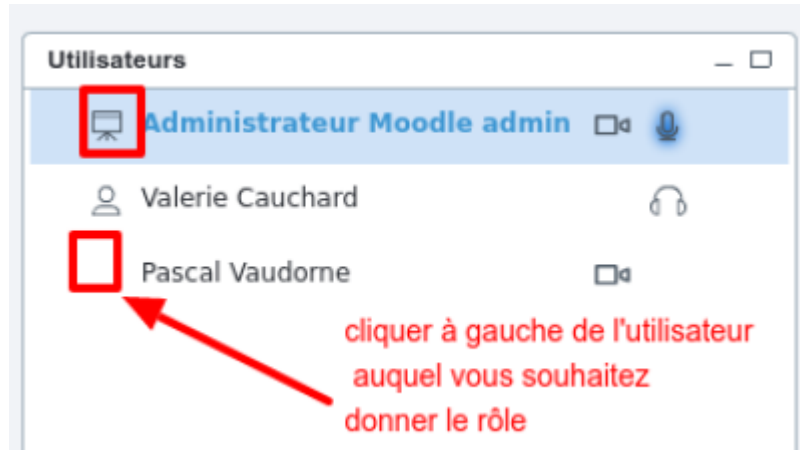 Utilisateurs
Administrateur Moodle admin
Valerie Cauchard
Pascal Vaudorne
cliquer à gauche de l'utilisateur
auquel vous souhaitez
donner le rôle